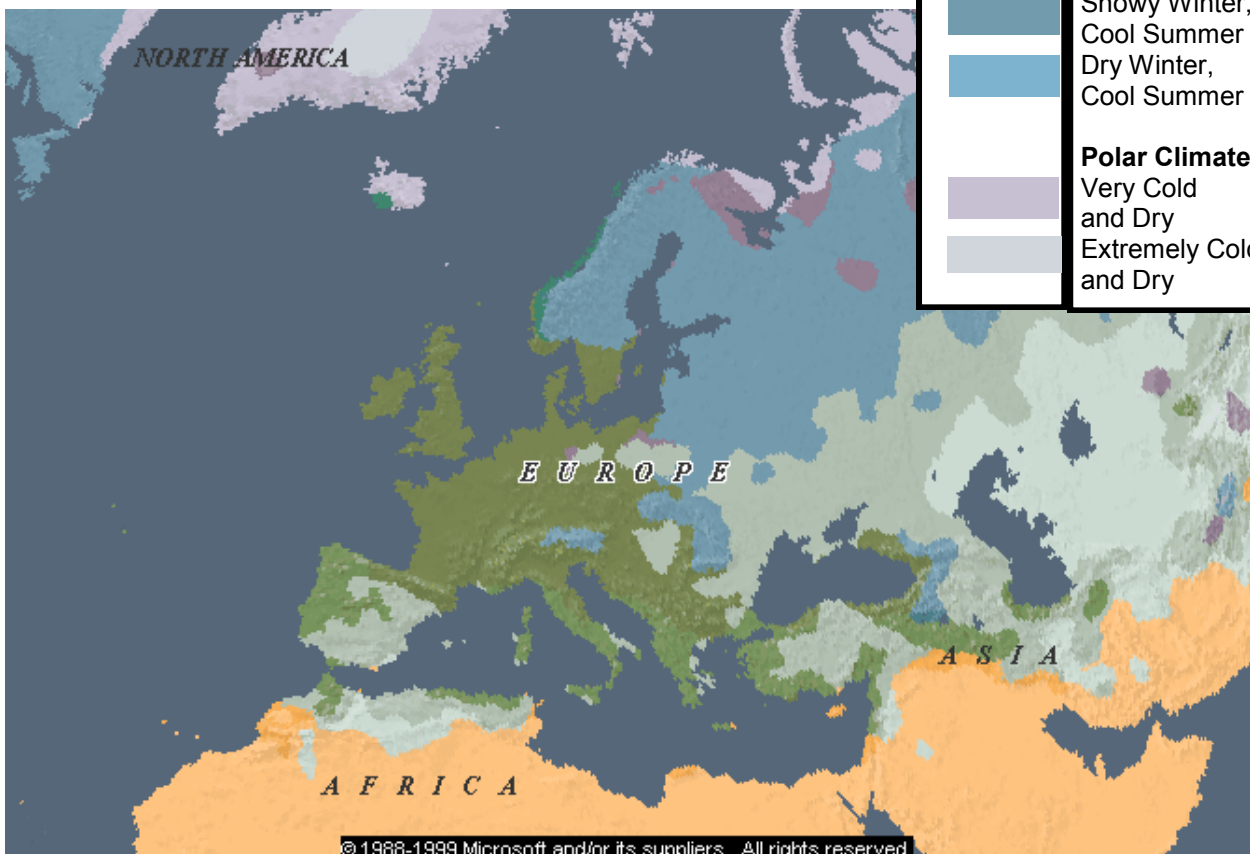 Snowy Winter,
Cool Summer
Dry Winter,
Cool Summer
Polar Climate
Very Cold
and Dry
Extremely Cold
and Dry
NORTH AMERICA
EUROPE
ASIA
AFRICA
© 1988-1999 Microsoft and/or its suppliers. All rights reserved.